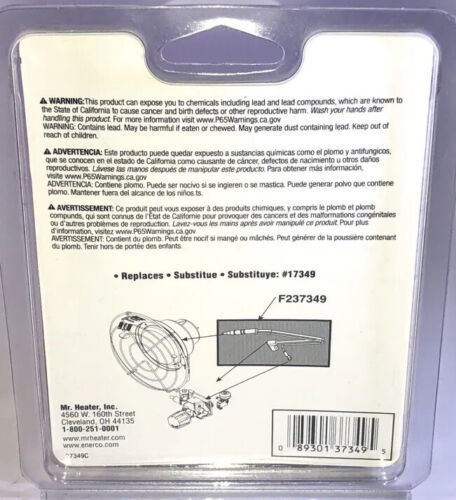 ⚠ WARNING:This product can expose you to chemicals including lead and lead compounds, which are known to
the State of California to cause cancer and birth defects or other reproductive harm. Wash your hands after
handling this product. For more information visit www.P65Warnings.ca.gov
WARNING: Contains lead. May be harmful if eaten or chewed. May generate dust containing lead. Keep out of
reach of children.
⚠ ADVERTENCIA: Este producto puede quedar expuesto a sustancias químicas como el plomo y antifungicos,
que se conocen en el estado de California como causante de cáncer, defectos de nacimiento u otros daños
reproductivos. Lávese las manos después de manipular este producto. Para obtener más información,
visite www.P65Warnings.ca.gov
ADVERTENCIA: Contiene plomo. Puede ser nocivo si se ingieren o se mastica. Puede generar polvo que contiene
plomo. Mantener fuera del alcance de los niños.ts.
⚠ AVERTISSEMENT: Ce produit peut vous exposer à des produits chimiques, y compris le plomb et plomb
compunds, qui sont connus de l'État de Californie pour provoquer des cancers et des malformations congénitales
ou d'autres problèmes de reproduction. Lavez-vous les mains après avoir manipulé ce produit. Pour plus
d'information, visitez www.P65Warnings.ca.gov
AVERTISSEMENT: Contient du plomb. Peut être nocif si mangé ou mâchés. Peut générer de la poussière contenant
du plomb. Tenir hors de portée des enfants.
• Replaces - Substitue - Substituye: #17349
F237349
Mr. Heater, Inc.
4560 W. 160th Street
Cleveland, OH 44135
1-800-251-0001
www.mrheater.com
www.enerco.com
7349C
0 89301 37349 5